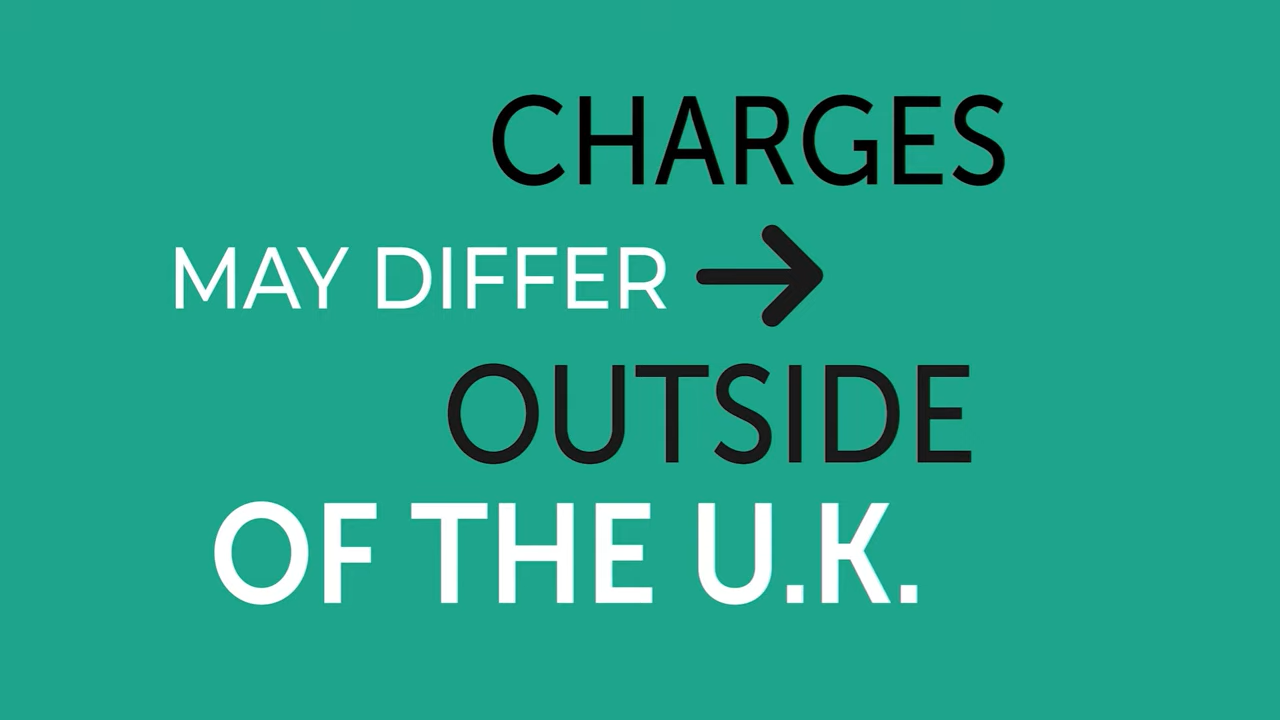 CHARGES
MAY DIFFER
OUTSIDE
OF THE U.K.